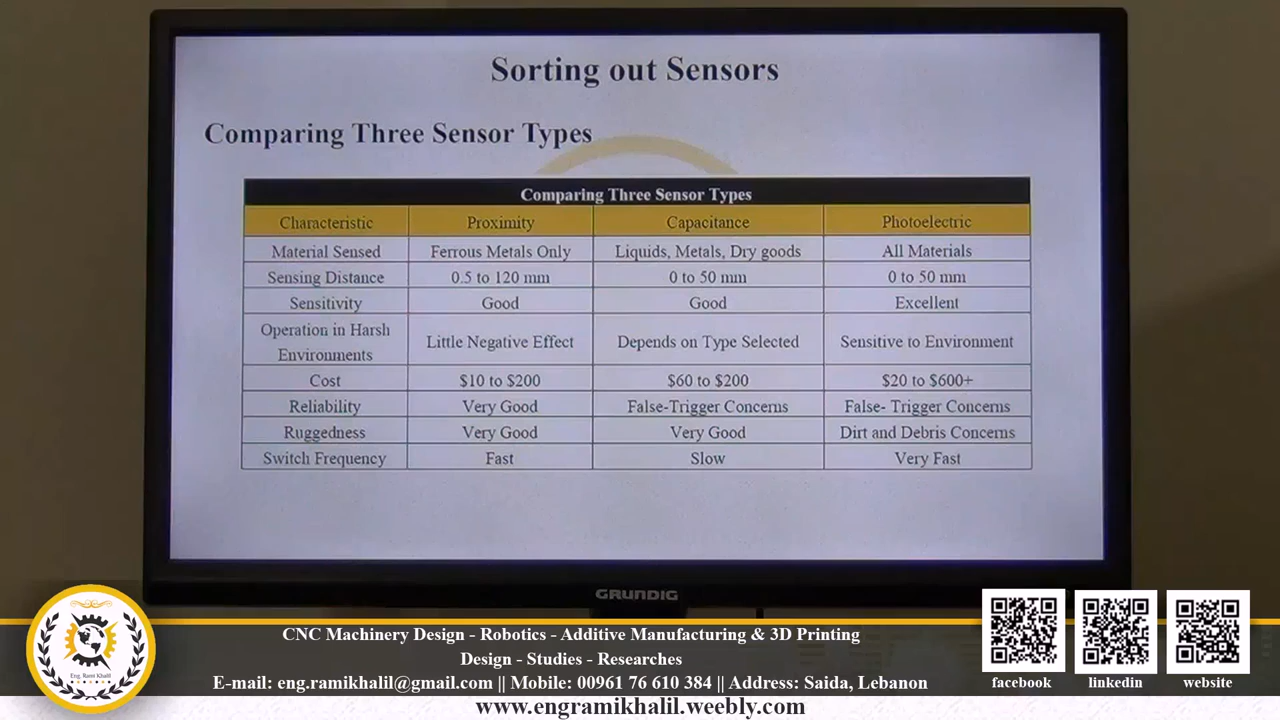 Sorting out Sensors
Comparing Three Sensor Types
Comparing Three Sensor Types
Characteristic Proximity Capacitance Photoelectric
Material Sensed Ferrous Metals Only Liquids, Metals, Dry goods All Materials
Sensing Distance 0.5 to 120 mm 0 to 50 mm 0 to 50 mm
Sensitivity Good Good Excellent
Operation in Harsh Environments Little Negative Effect Depends on Type Selected Sensitive to Environment
Cost $10 to $200 $60 to $200 $20 to $600+
Reliability Very Good False-Trigger Concerns False- Trigger Concerns
Ruggedness Very Good Very Good Dirt and Debris Concerns
Switch Frequency Fast Slow Very Fast
GRUNDIG
Eng. Rami Khalil
CNC Machinery Design - Robotics - Additive Manufacturing & 3D Printing
Design - Studies - Researches
E-mail: eng.ramikhalil@gmail.com || Mobile: 00961 76 610 384 || Address: Saida, Lebanon
www.engramikhalil.weebly.com
facebook linkedin website